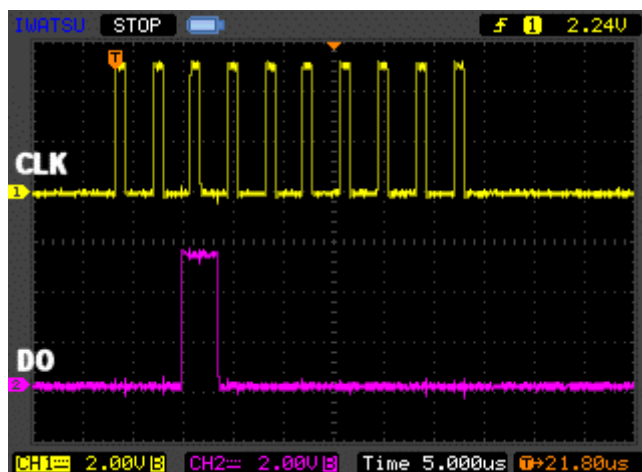 IWATSU STOP 1 2.24V
T
CLK
1
DO
2
CH1 2.00V B CH2 2.00V B Time 5.000us T→21.80us